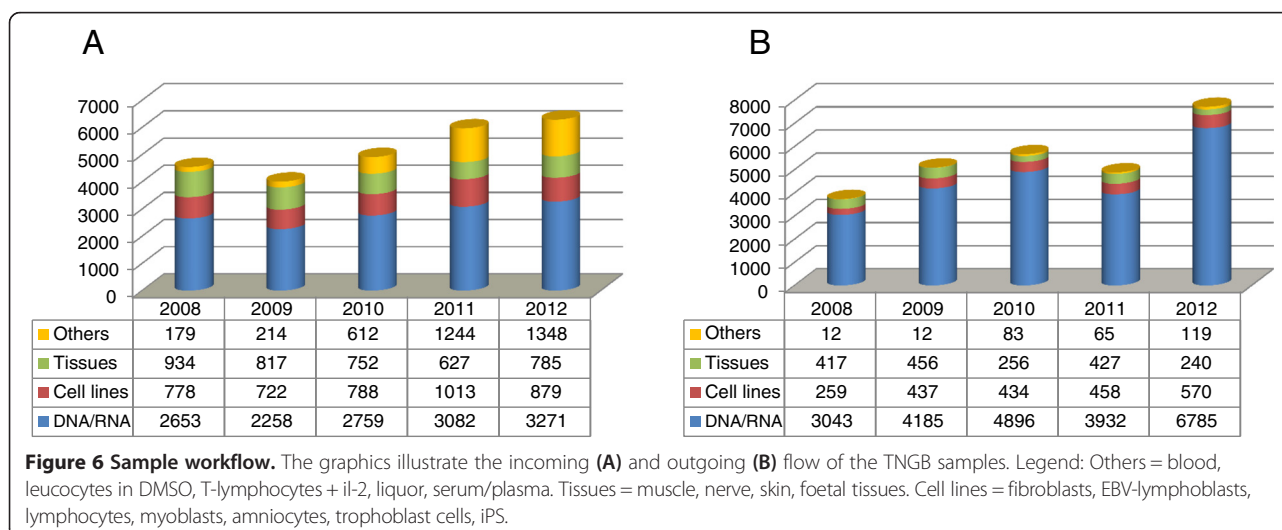 A
7000
6000
5000
4000
3000
2000
1000
0
2008 2009 2010 2011 2012
Others 179 214 612 1244 1348
Tissues 934 817 752 627 785
Cell lines 778 722 788 1013 879
DNA/RNA 2653 2258 2759 3082 3271
B
8000
7000
6000
5000
4000
3000
2000
1000
0
2008 2009 2010 2011 2012
Others 12 12 83 65 119
Tissues 417 456 256 427 240
Cell lines 259 437 434 458 570
DNA/RNA 3043 4185 4896 3932 6785
Figure 6 Sample workflow. The graphics illustrate the incoming (A) and outgoing (B) flow of the TNGB samples. Legend: Others = blood,
leucocytes in DMSO, T-lymphocytes + il-2, liquor, serum/plasma. Tissues = muscle, nerve, skin, foetal tissues. Cell lines = fibroblasts, EBV-lymphoblasts,
lymphocytes, myoblasts, amniocytes, trophoblast cells, iPS.